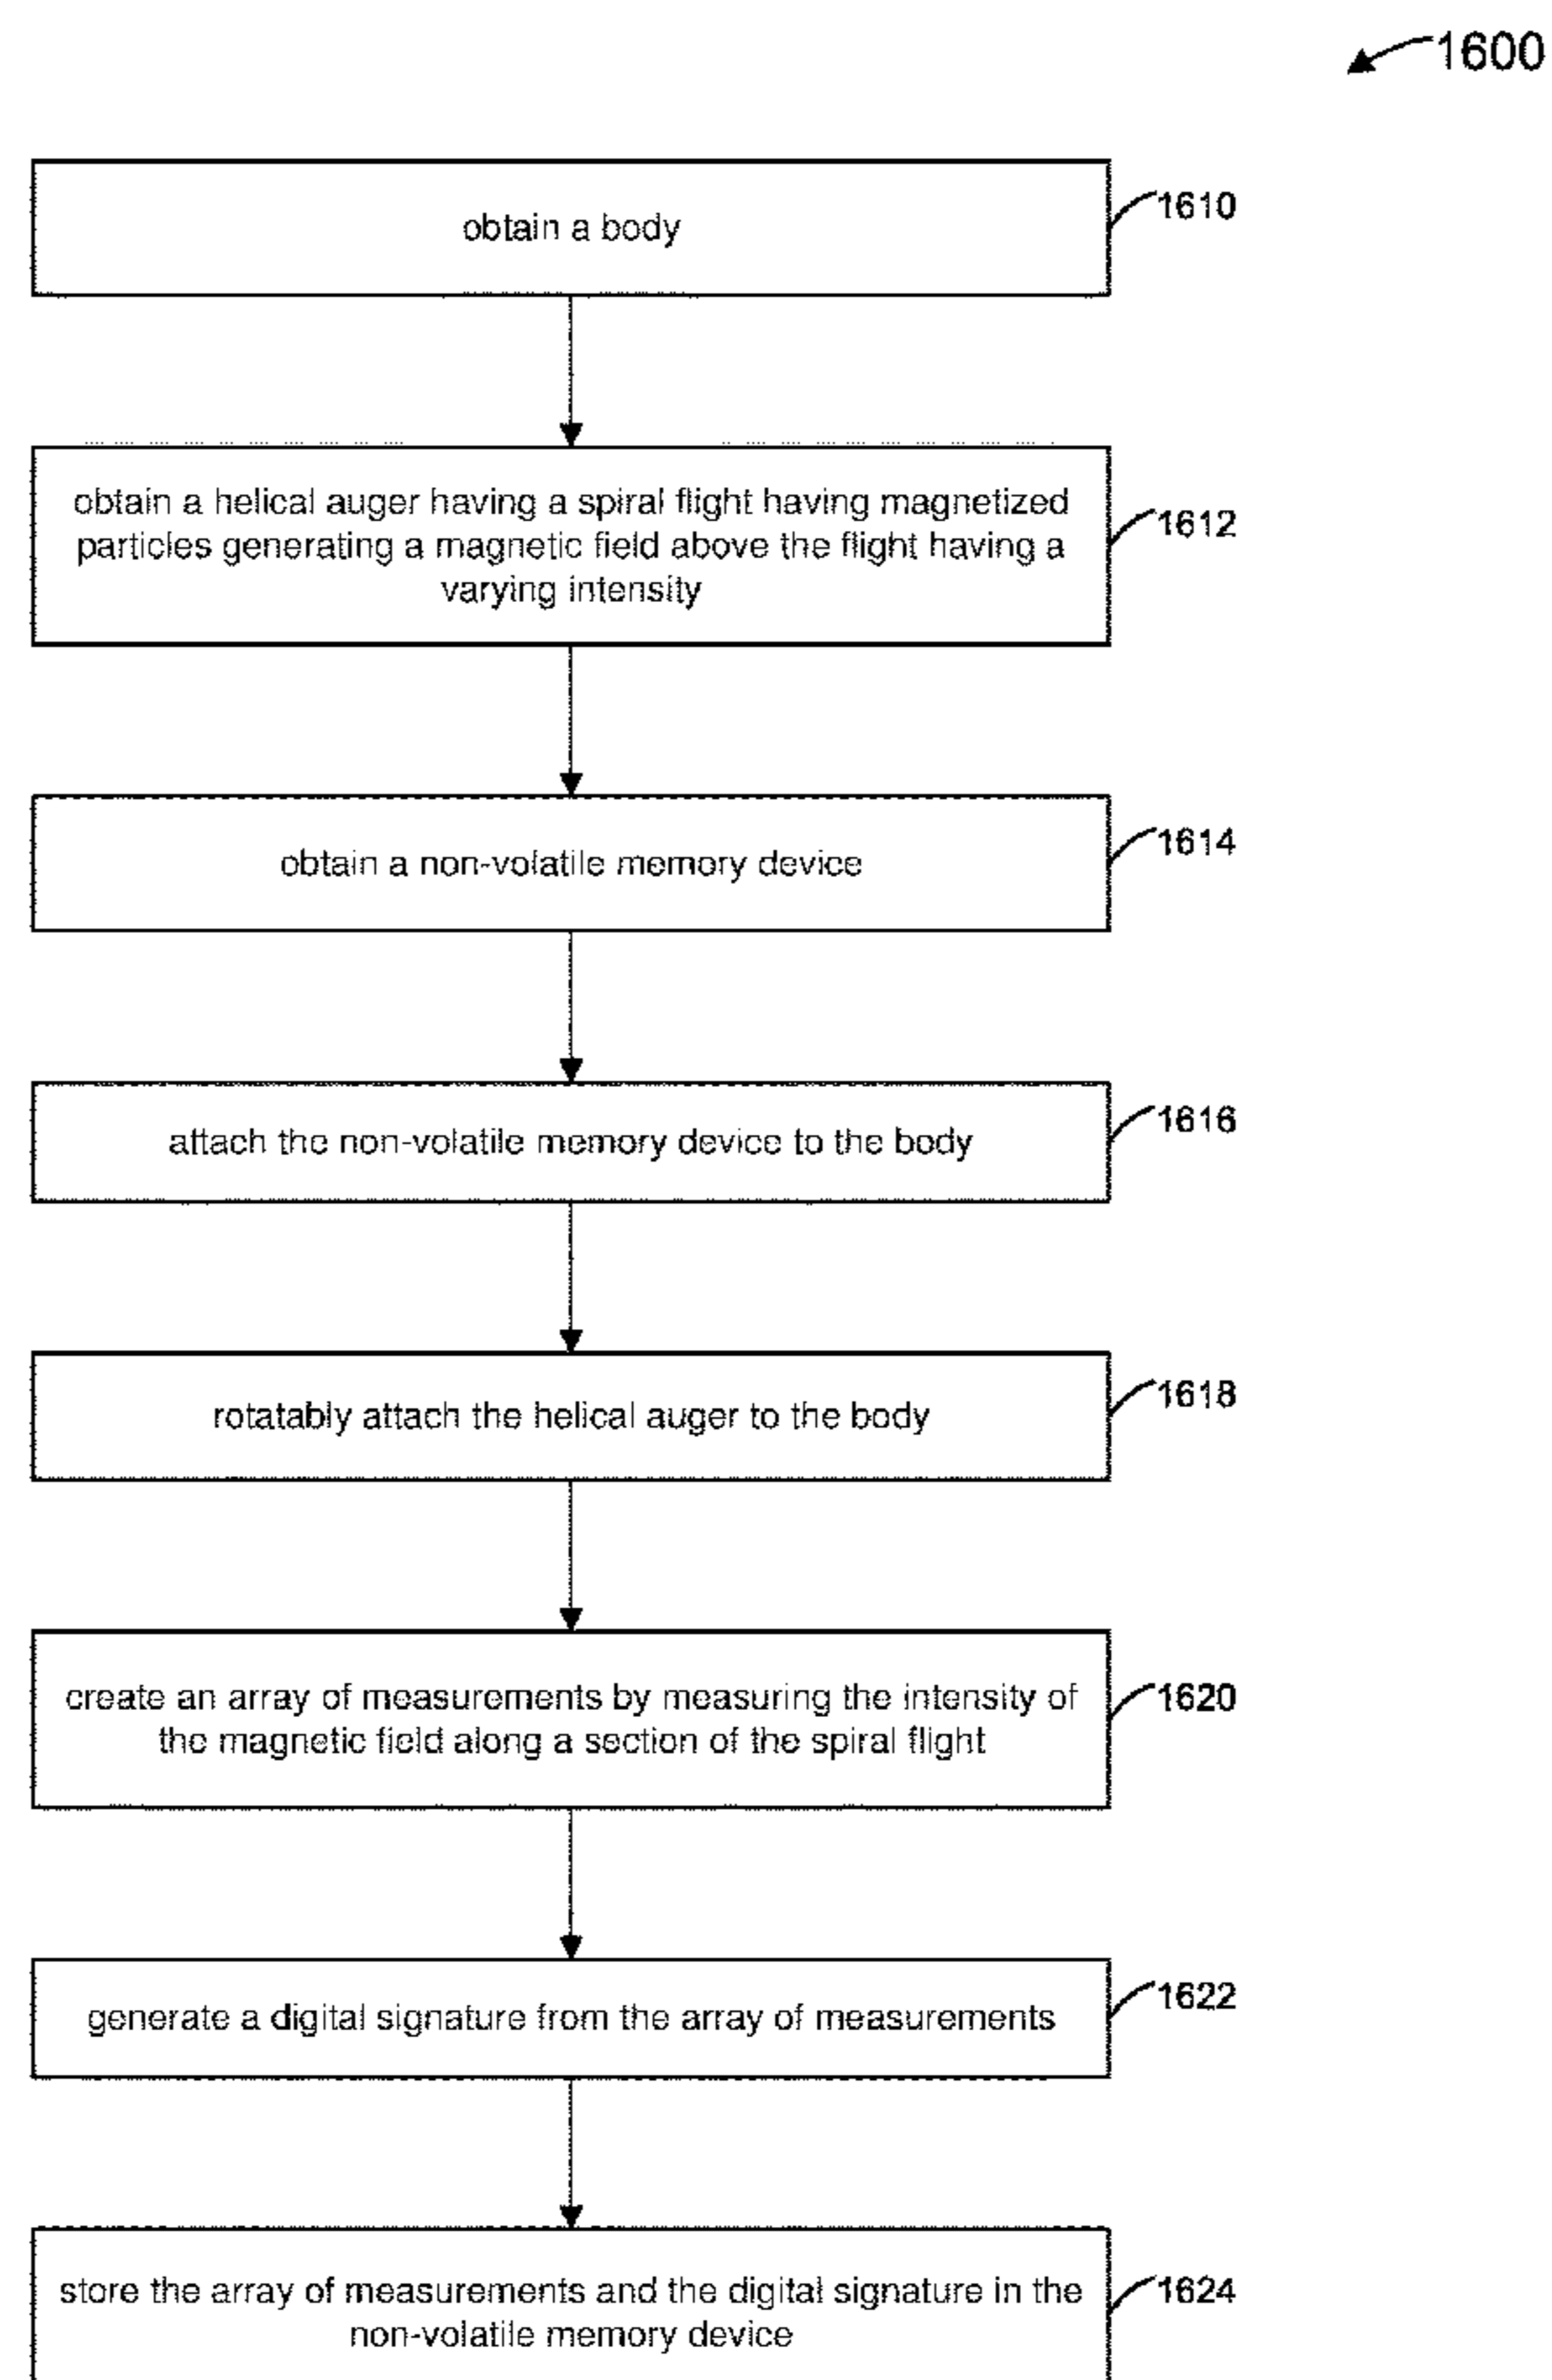 1600
obtain a body
1610
obtain a helical auger having a spiral flight having magnetized
particles generating a magnetic field above the flight having a
varying intensity
1612
obtain a non-volatile memory device
1614
attach the non-volatile memory device to the body
1616
rotatably attach the helical auger to the body
1618
create an array of measurements by measuring the intensity of
the magnetic field along a section of the spiral flight
1620
generate a digital signature from the array of measurements
1622
store the array of measurements and the digital signature in the
non-volatile memory device
1624